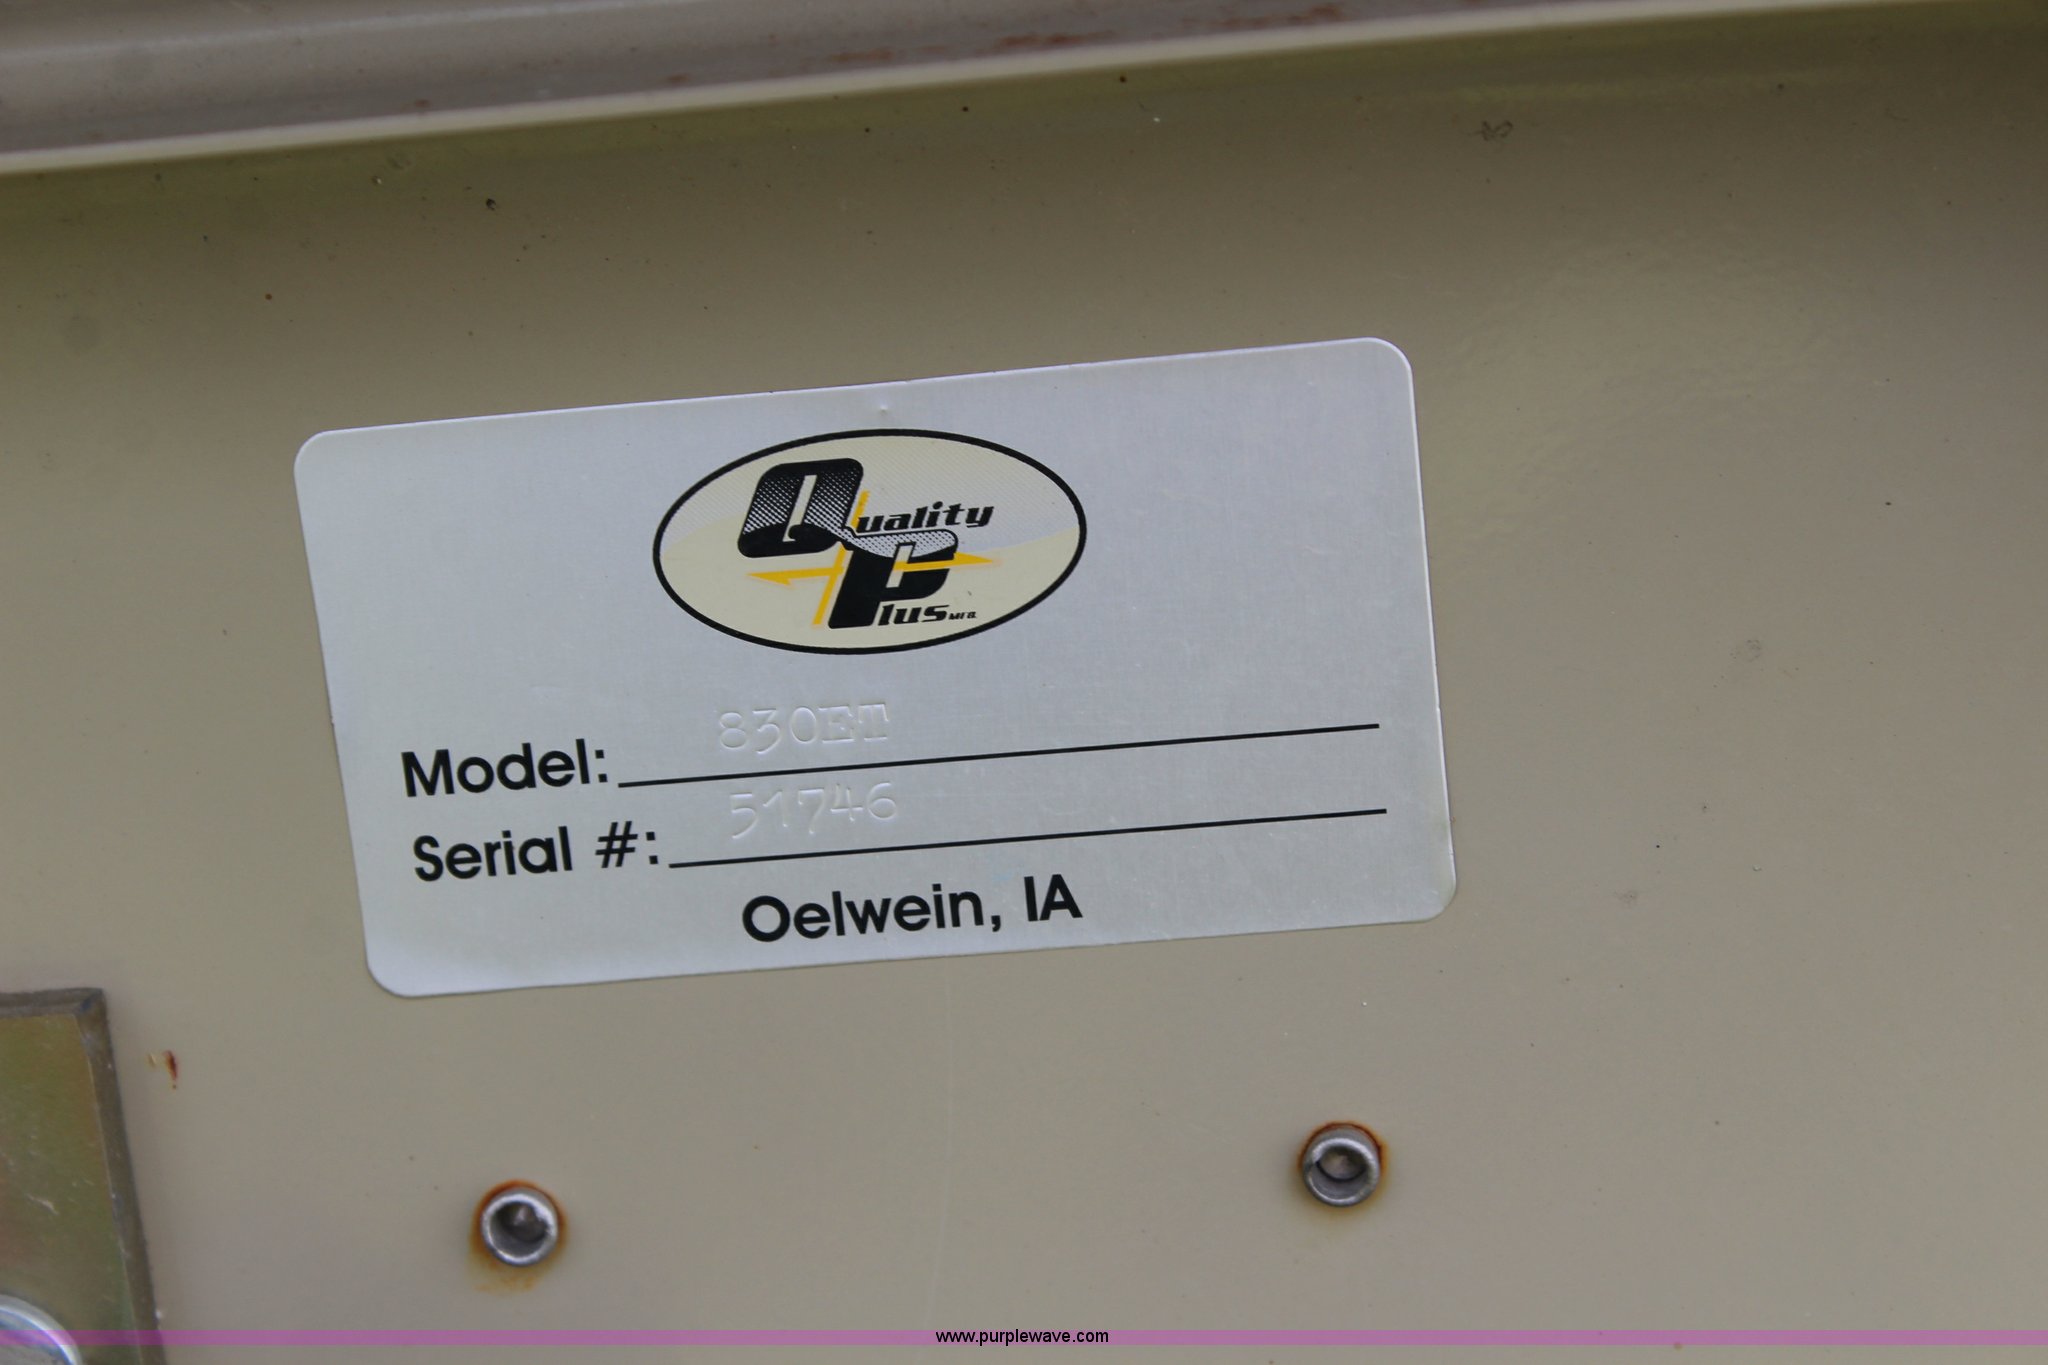 Quality
Plus MFG.
830ET
Model:
51746
Serial #:
Oelwein, IA
www.purplewave.com